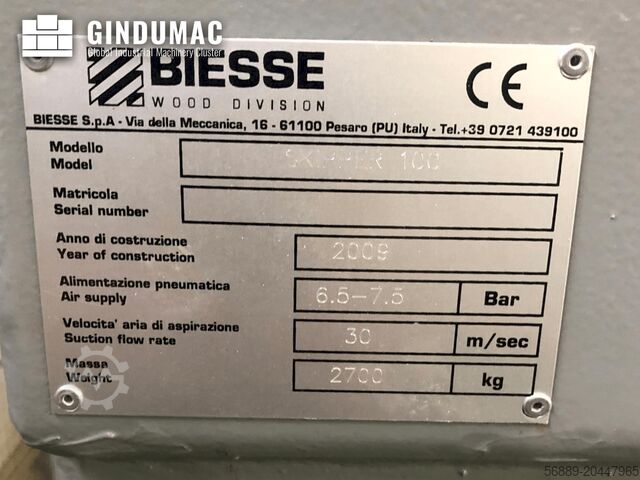 GINDUMAC
Global Industrial Machinery Cluster
BIESSE
WOOD DIVISION
CE
BIESSE S.p.A - Via della Meccanica, 16 - 61100 Pesaro (PU) Italy - Tel.+39 0721 439100
Modello
Model
SKIPPER 100
Matricola
Serial number
Anno di costruzione
Year of construction
2009
Alimentazione pneumatica
Air supply
6.5-7.5
Bar
Velocita' aria di aspirazione
Suction flow rate
30
m/sec
Massa
Weight
2700
kg
56889-20447965